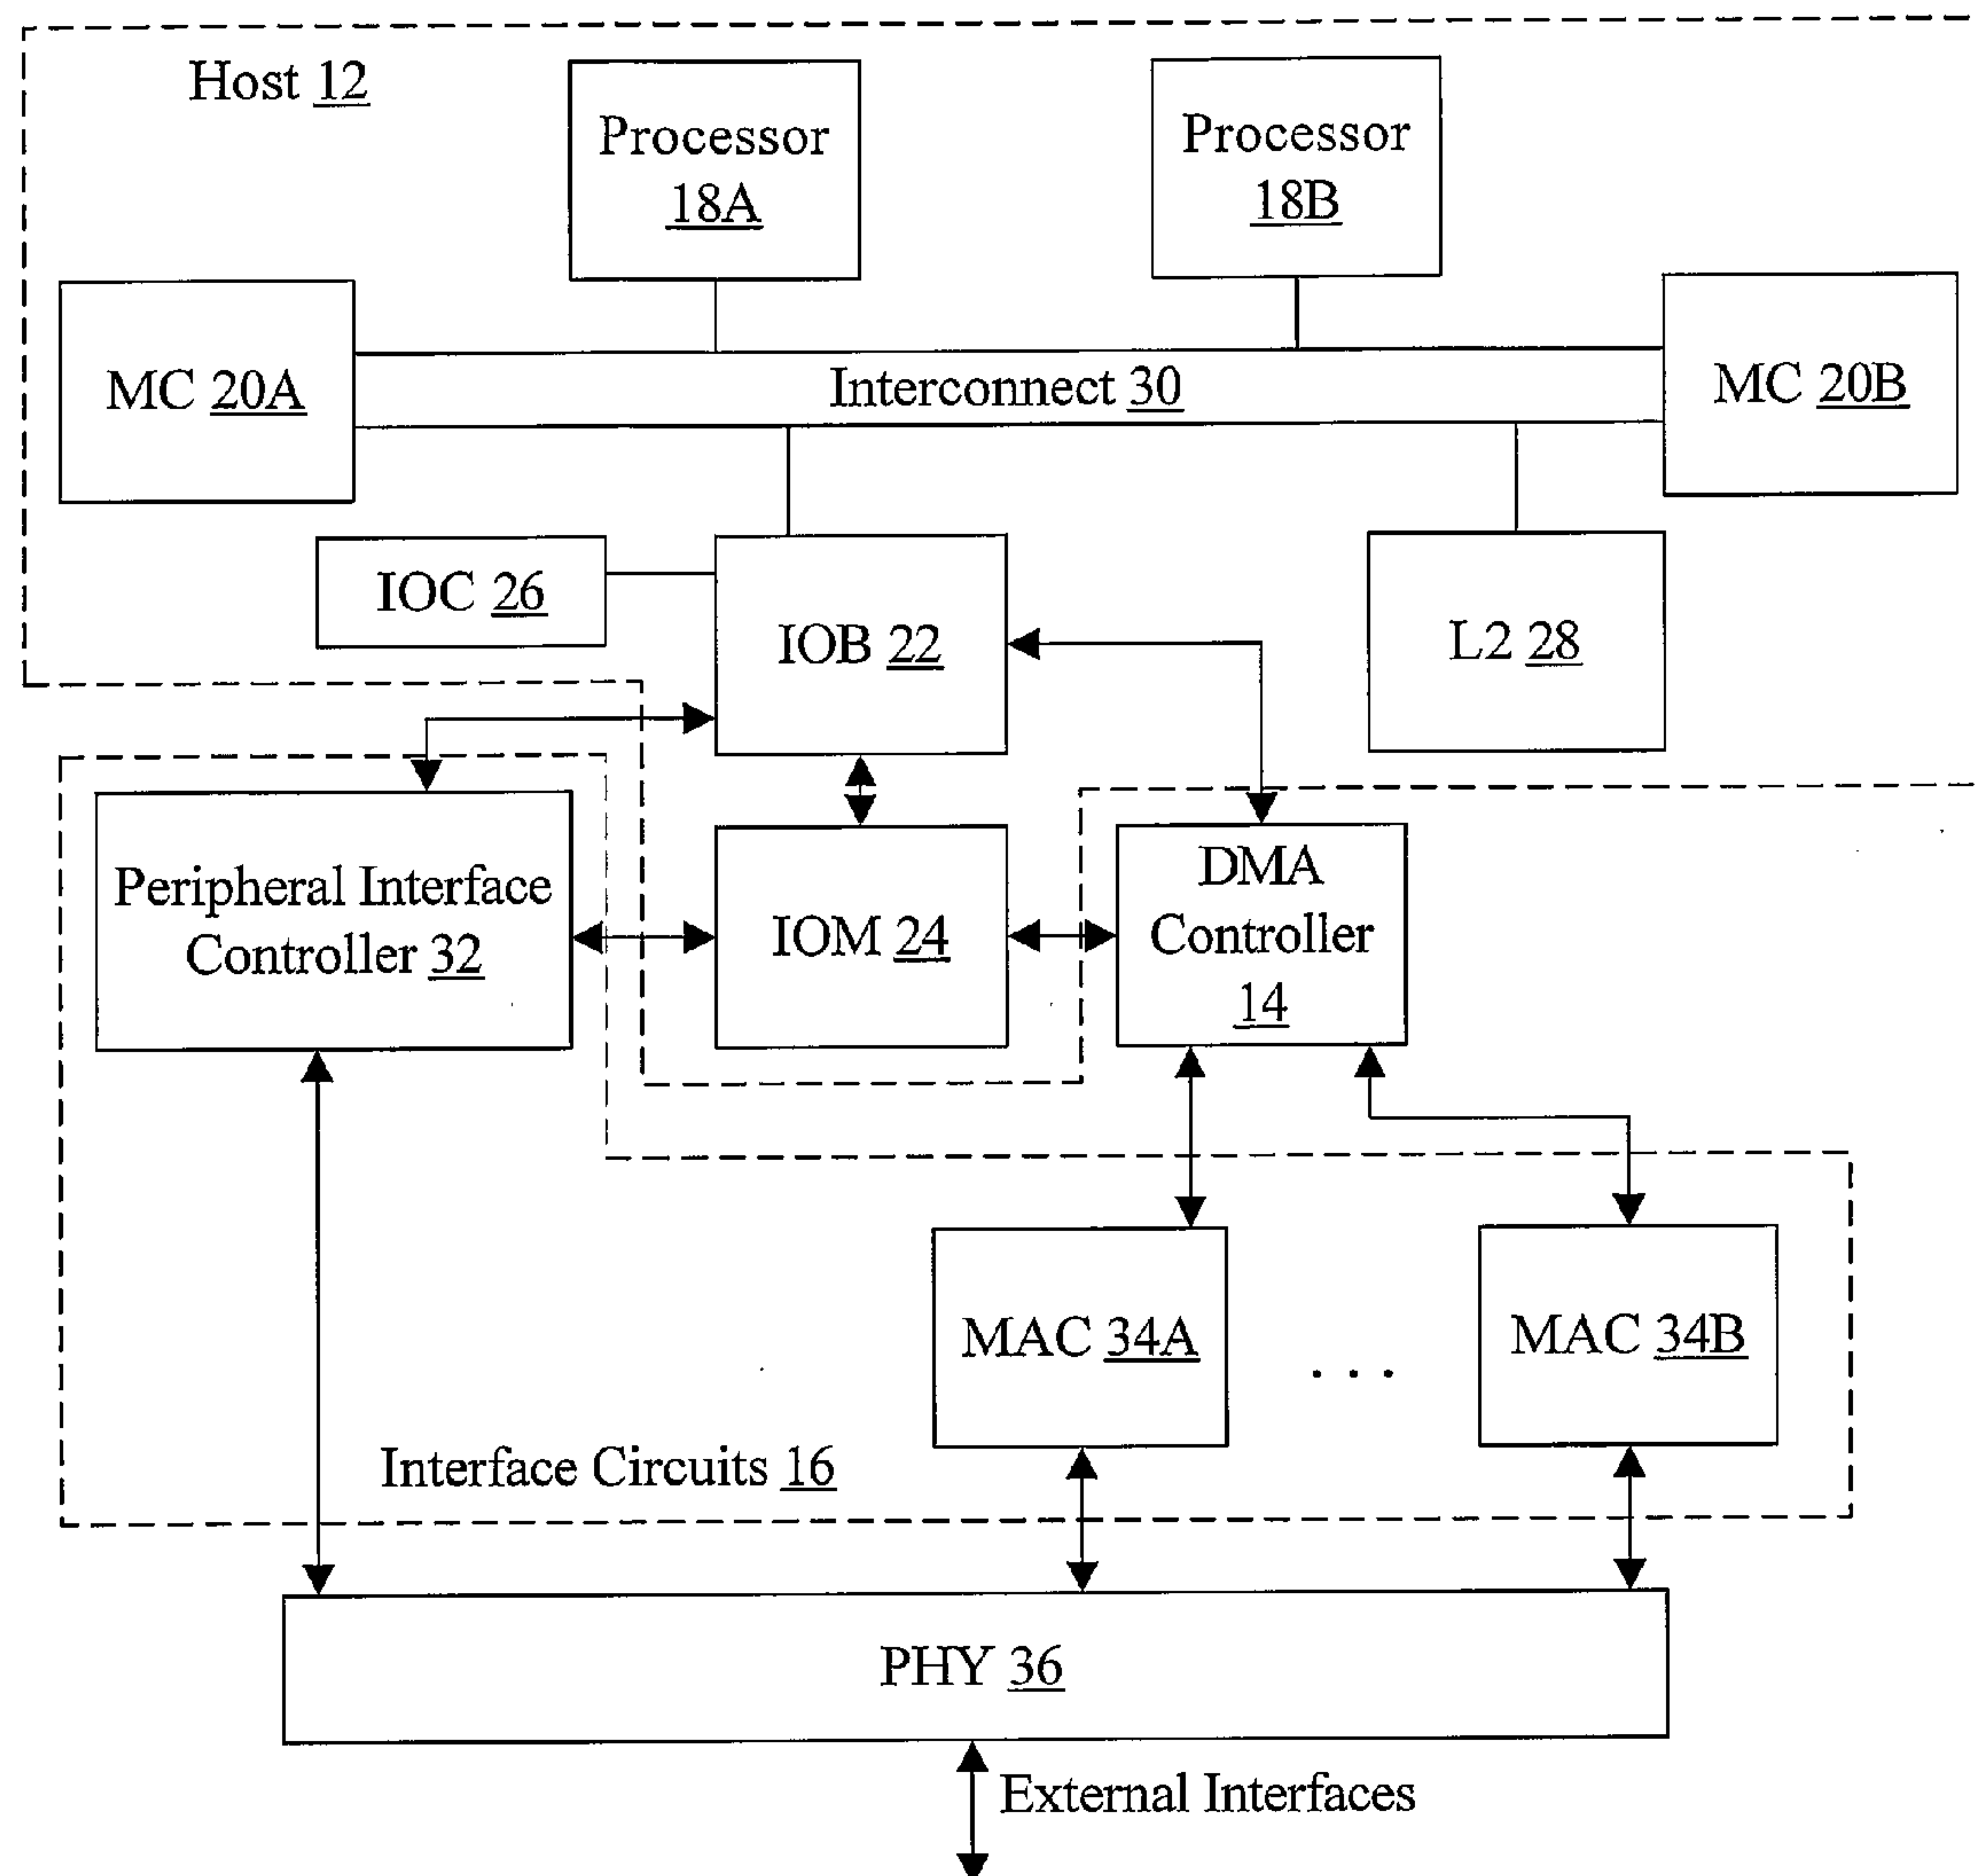 Host 12
Processor
18A
Processor
18B
MC 20A
Interconnect 30
MC 20B
IOC 26
IOB 22
L2 28
Peripheral Interface
Controller 32
IOM 24
DMA
Controller
14
MAC 34A
. . .
MAC 34B
Interface Circuits 16
PHY 36
External Interfaces